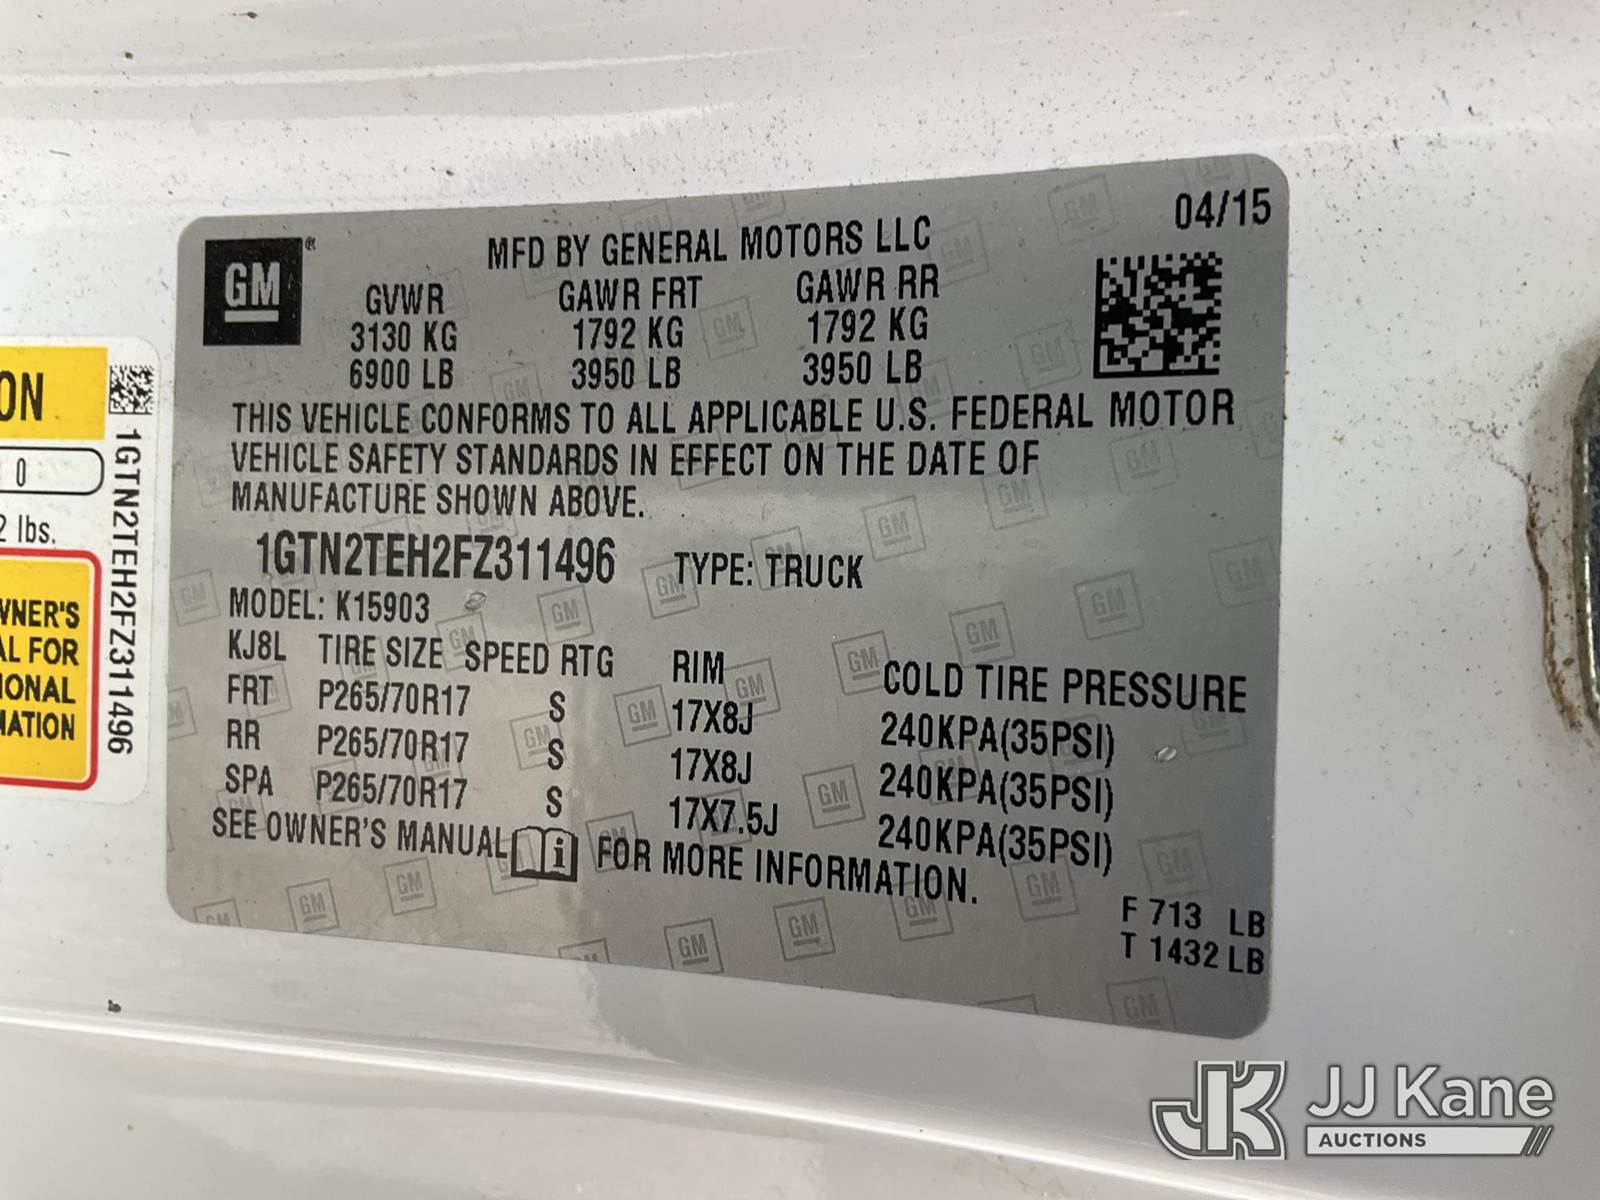 04/15
GM ®
MFD BY GENERAL MOTORS LLC
GVWR GAWR FRT GAWR RR
3130 KG 1792 KG 1792 KG
6900 LB 3950 LB 3950 LB
THIS VEHICLE CONFORMS TO ALL APPLICABLE U.S. FEDERAL MOTOR
VEHICLE SAFETY STANDARDS IN EFFECT ON THE DATE OF
MANUFACTURE SHOWN ABOVE.
1GTN2TEH2FZ311496 TYPE: TRUCK
MODEL: K15903
KJ8L TIRE SIZE SPEED RTG RIM COLD TIRE PRESSURE
FRT P265/70R17 S 17X8J 240KPA(35PSI)
RR P265/70R17 S 17X8J 240KPA(35PSI)
SPA P265/70R17 S 17X7.5J 240KPA(35PSI)
SEE OWNER'S MANUAL i FOR MORE INFORMATION.
F 713 LB
T 1432 LB
ON
0
2 lbs.
WNER'S
AL FOR
IONAL
MATION
1GTN2TEH2FZ311496
JK JJ Kane
AUCTIONS